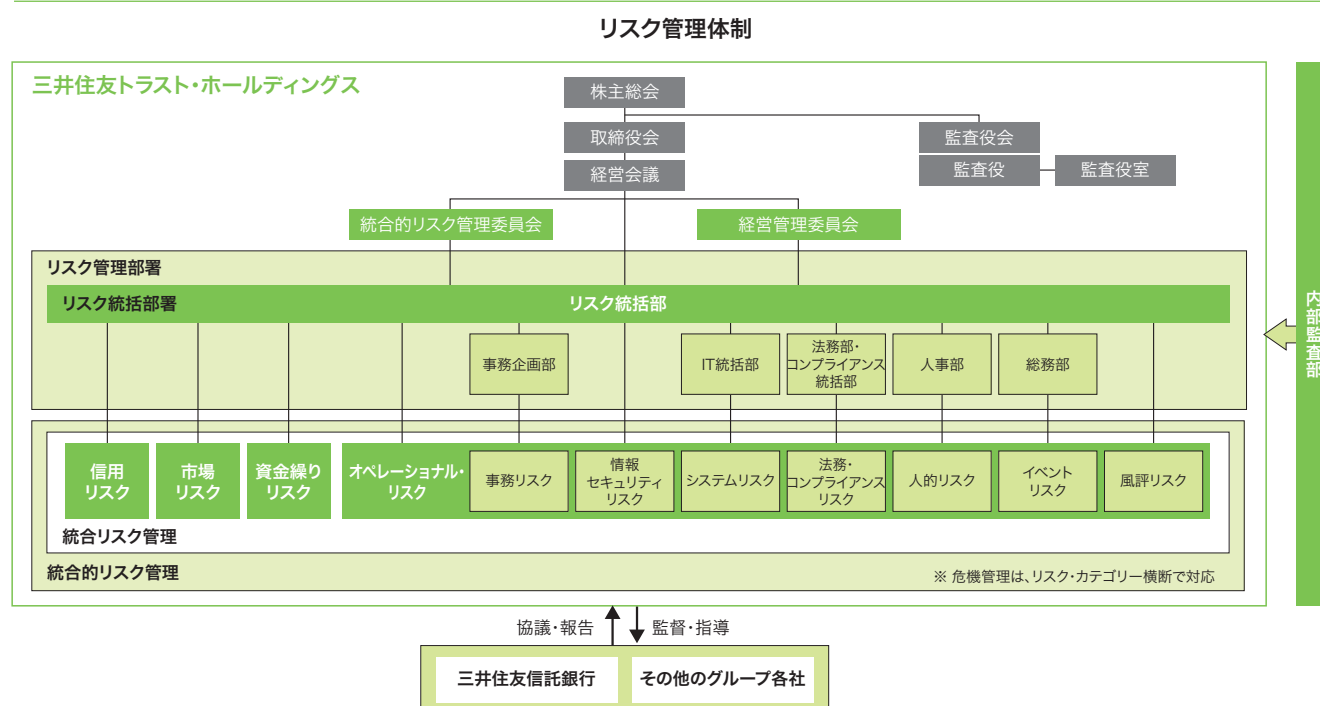 リスク管理体制
三井住友トラスト・ホールディングス
株主総会
取締役会
監査役会
経営会議
監査役
監査役室
統合的リスク管理委員会
経営管理委員会
リスク管理部署
リスク統括部署
リスク統括部
内部監査部
事務企画部
IT統括部
法務部・
コンプライアンス
統括部
人事部
総務部
信用
リスク
市場
リスク
資金繰り
リスク
オペレーショナル・
リスク
事務リスク
情報
セキュリティ
リスク
システムリスク
法務・
コンプライアンス
リスク
人的リスク
イベント
リスク
風評リスク
統合リスク管理
統合的リスク管理
※ 危機管理は、リスク・カテゴリー横断で対応
協議・報告
監督・指導
三井住友信託銀行
その他のグループ各社